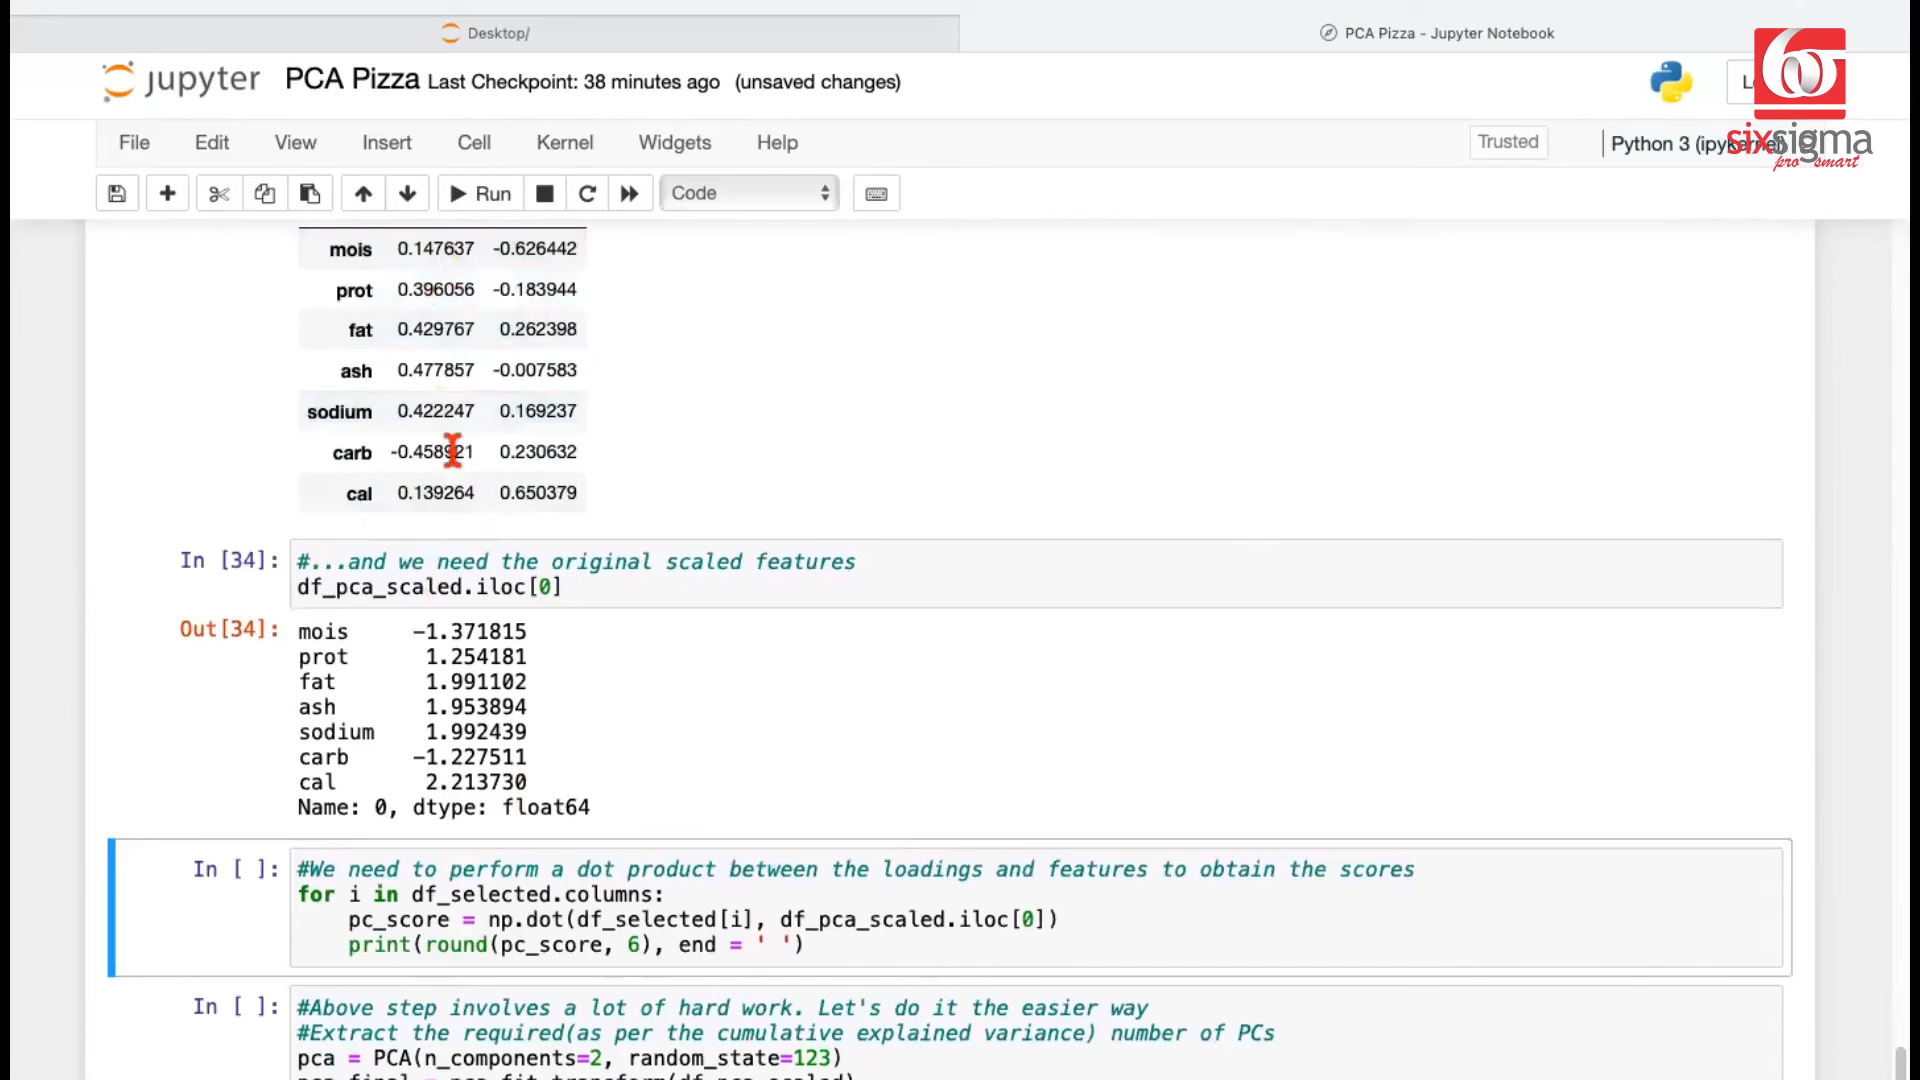 Desktop/
PCA Pizza - Jupyter Notebook
jupyter PCA Pizza Last Checkpoint: 38 minutes ago (unsaved changes)
File Edit View Insert Cell Kernel Widgets Help
Trusted
Python 3
sixsigma
pro smart
Run
Code
mois 0.147637 -0.626442
prot 0.396056 -0.183944
fat 0.429767 0.262398
ash 0.477857 -0.007583
sodium 0.422247 0.169237
carb -0.458921 0.230632
cal 0.139264 0.650379
In [34]: #...and we need the original scaled features
df_pca_scaled.iloc[0]
Out[34]: mois -1.371815
prot 1.254181
fat 1.991102
ash 1.953894
sodium 1.992439
carb -1.227511
cal 2.213730
Name: 0, dtype: float64
In [ ]: #We need to perform a dot product between the loadings and features to obtain the scores
for i in df_selected.columns:
pc_score = np.dot(df_selected[i], df_pca_scaled.iloc[0])
print(round(pc_score, 6), end = ' ')
In [ ]: #Above step involves a lot of hard work. Let's do it the easier way
#Extract the required(as per the cumulative explained variance) number of PCs
pca = PCA(n_components=2, random_state=123)
pca_final = pca.fit_transform(df_pca_scaled)